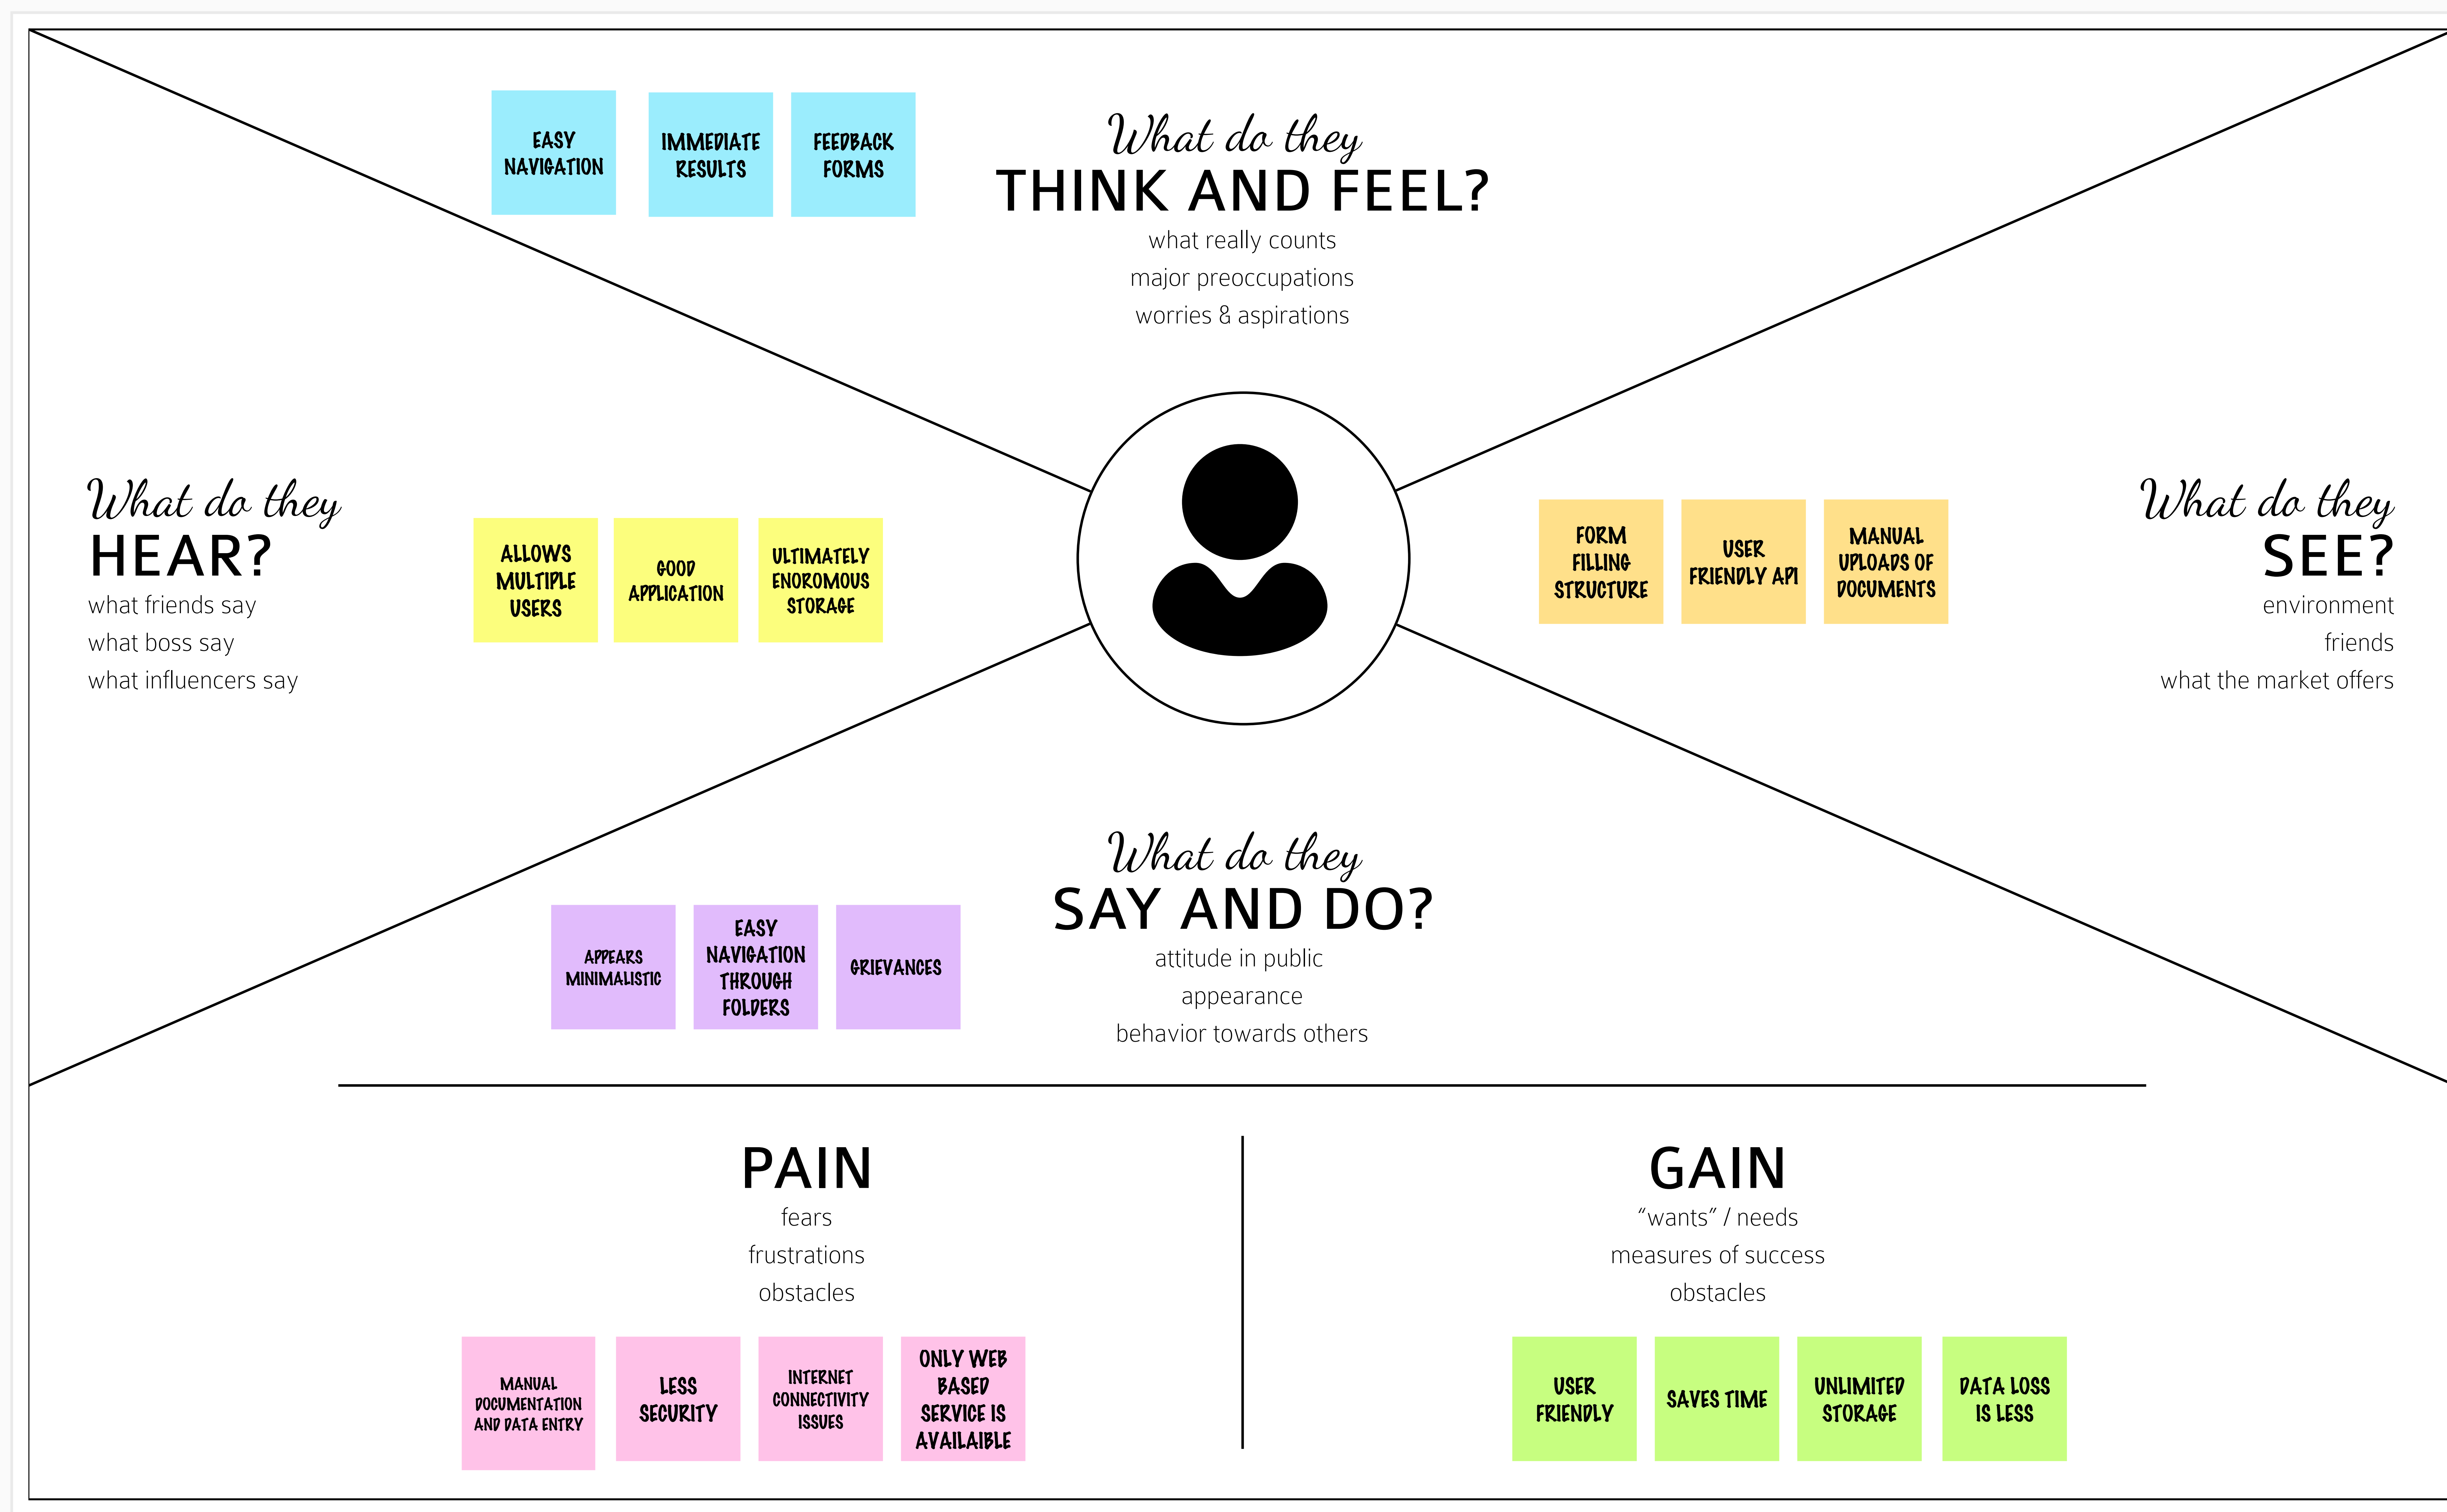 EASY
NAVIGATION
IMMEDIATE
RESULTS
FEEDBACK
FORMS
What do they
THINK AND FEEL?
what really counts
major preoccupations
worries & aspirations
What do they
HEAR?
what friends say
what boss say
what influencers say
ALLOWS
MULTIPLE
USERS
GOOD
APPLICATION
ULTIMATELY
ENOROMOUS
STORAGE
FORM
FILLING
STRUCTURE
USER
FRIENDLY API
MANUAL
UPLOADS OF
DOCUMENTS
What do they
SEE?
environment
friends
what the market offers
What do they
SAY AND DO?
attitude in public
appearance
behavior towards others
APPEARS
MINIMALISTIC
EASY
NAVIGATION
THROUGH
FOLDERS
GRIEVANCES
PAIN
fears
frustrations
obstacles
MANUAL
DOCUMENTATION
AND DATA ENTRY
LESS
SECURITY
INTERNET
CONNECTIVITY
ISSUES
ONLY WEB
BASED
SERVICE IS
AVAILAIBLE
GAIN
“wants” / needs
measures of success
obstacles
USER
FRIENDLY
SAVES TIME
UNLIMITED
STORAGE
DATA LOSS
IS LESS